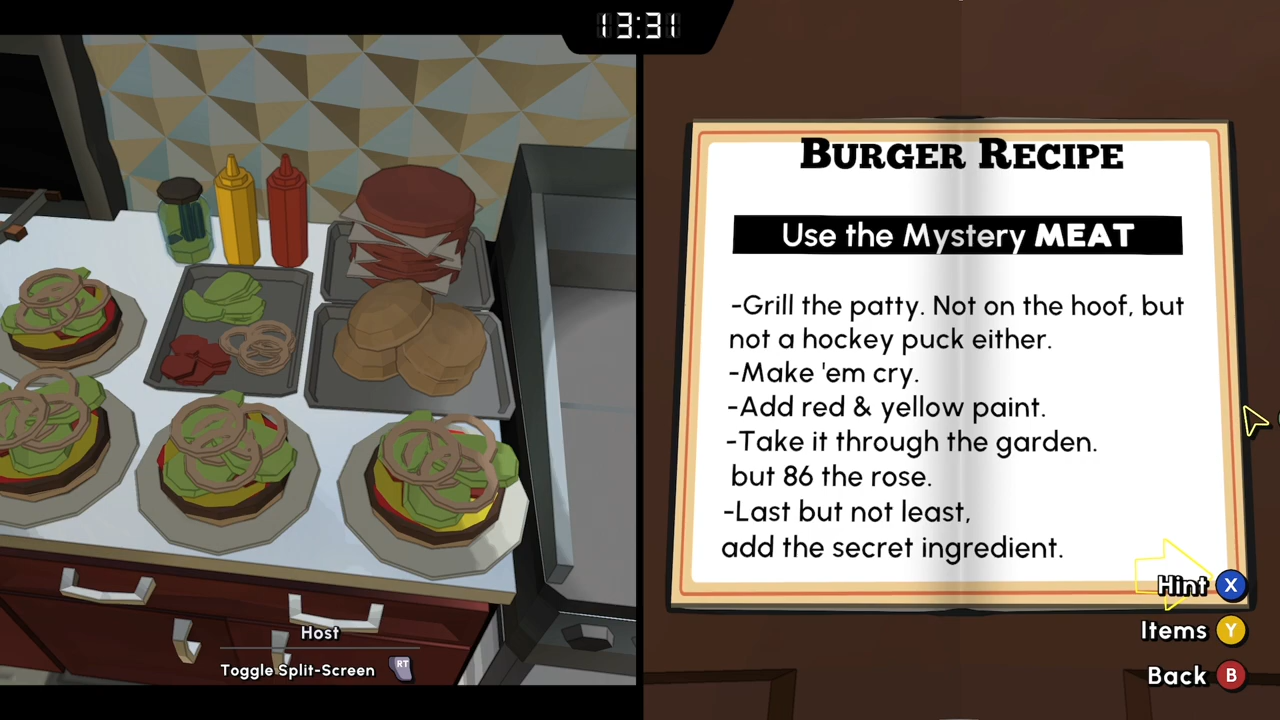 13:31
BURGER RECIPE
Use the Mystery MEAT
-Grill the patty. Not on the hoof, but
not a hockey puck either.
-Make 'em cry.
-Add red & yellow paint.
-Take it through the garden.
but 86 the rose.
-Last but not least,
add the secret ingredient.
Hint X
Items Y
Back B
Host
Toggle Split-Screen RT